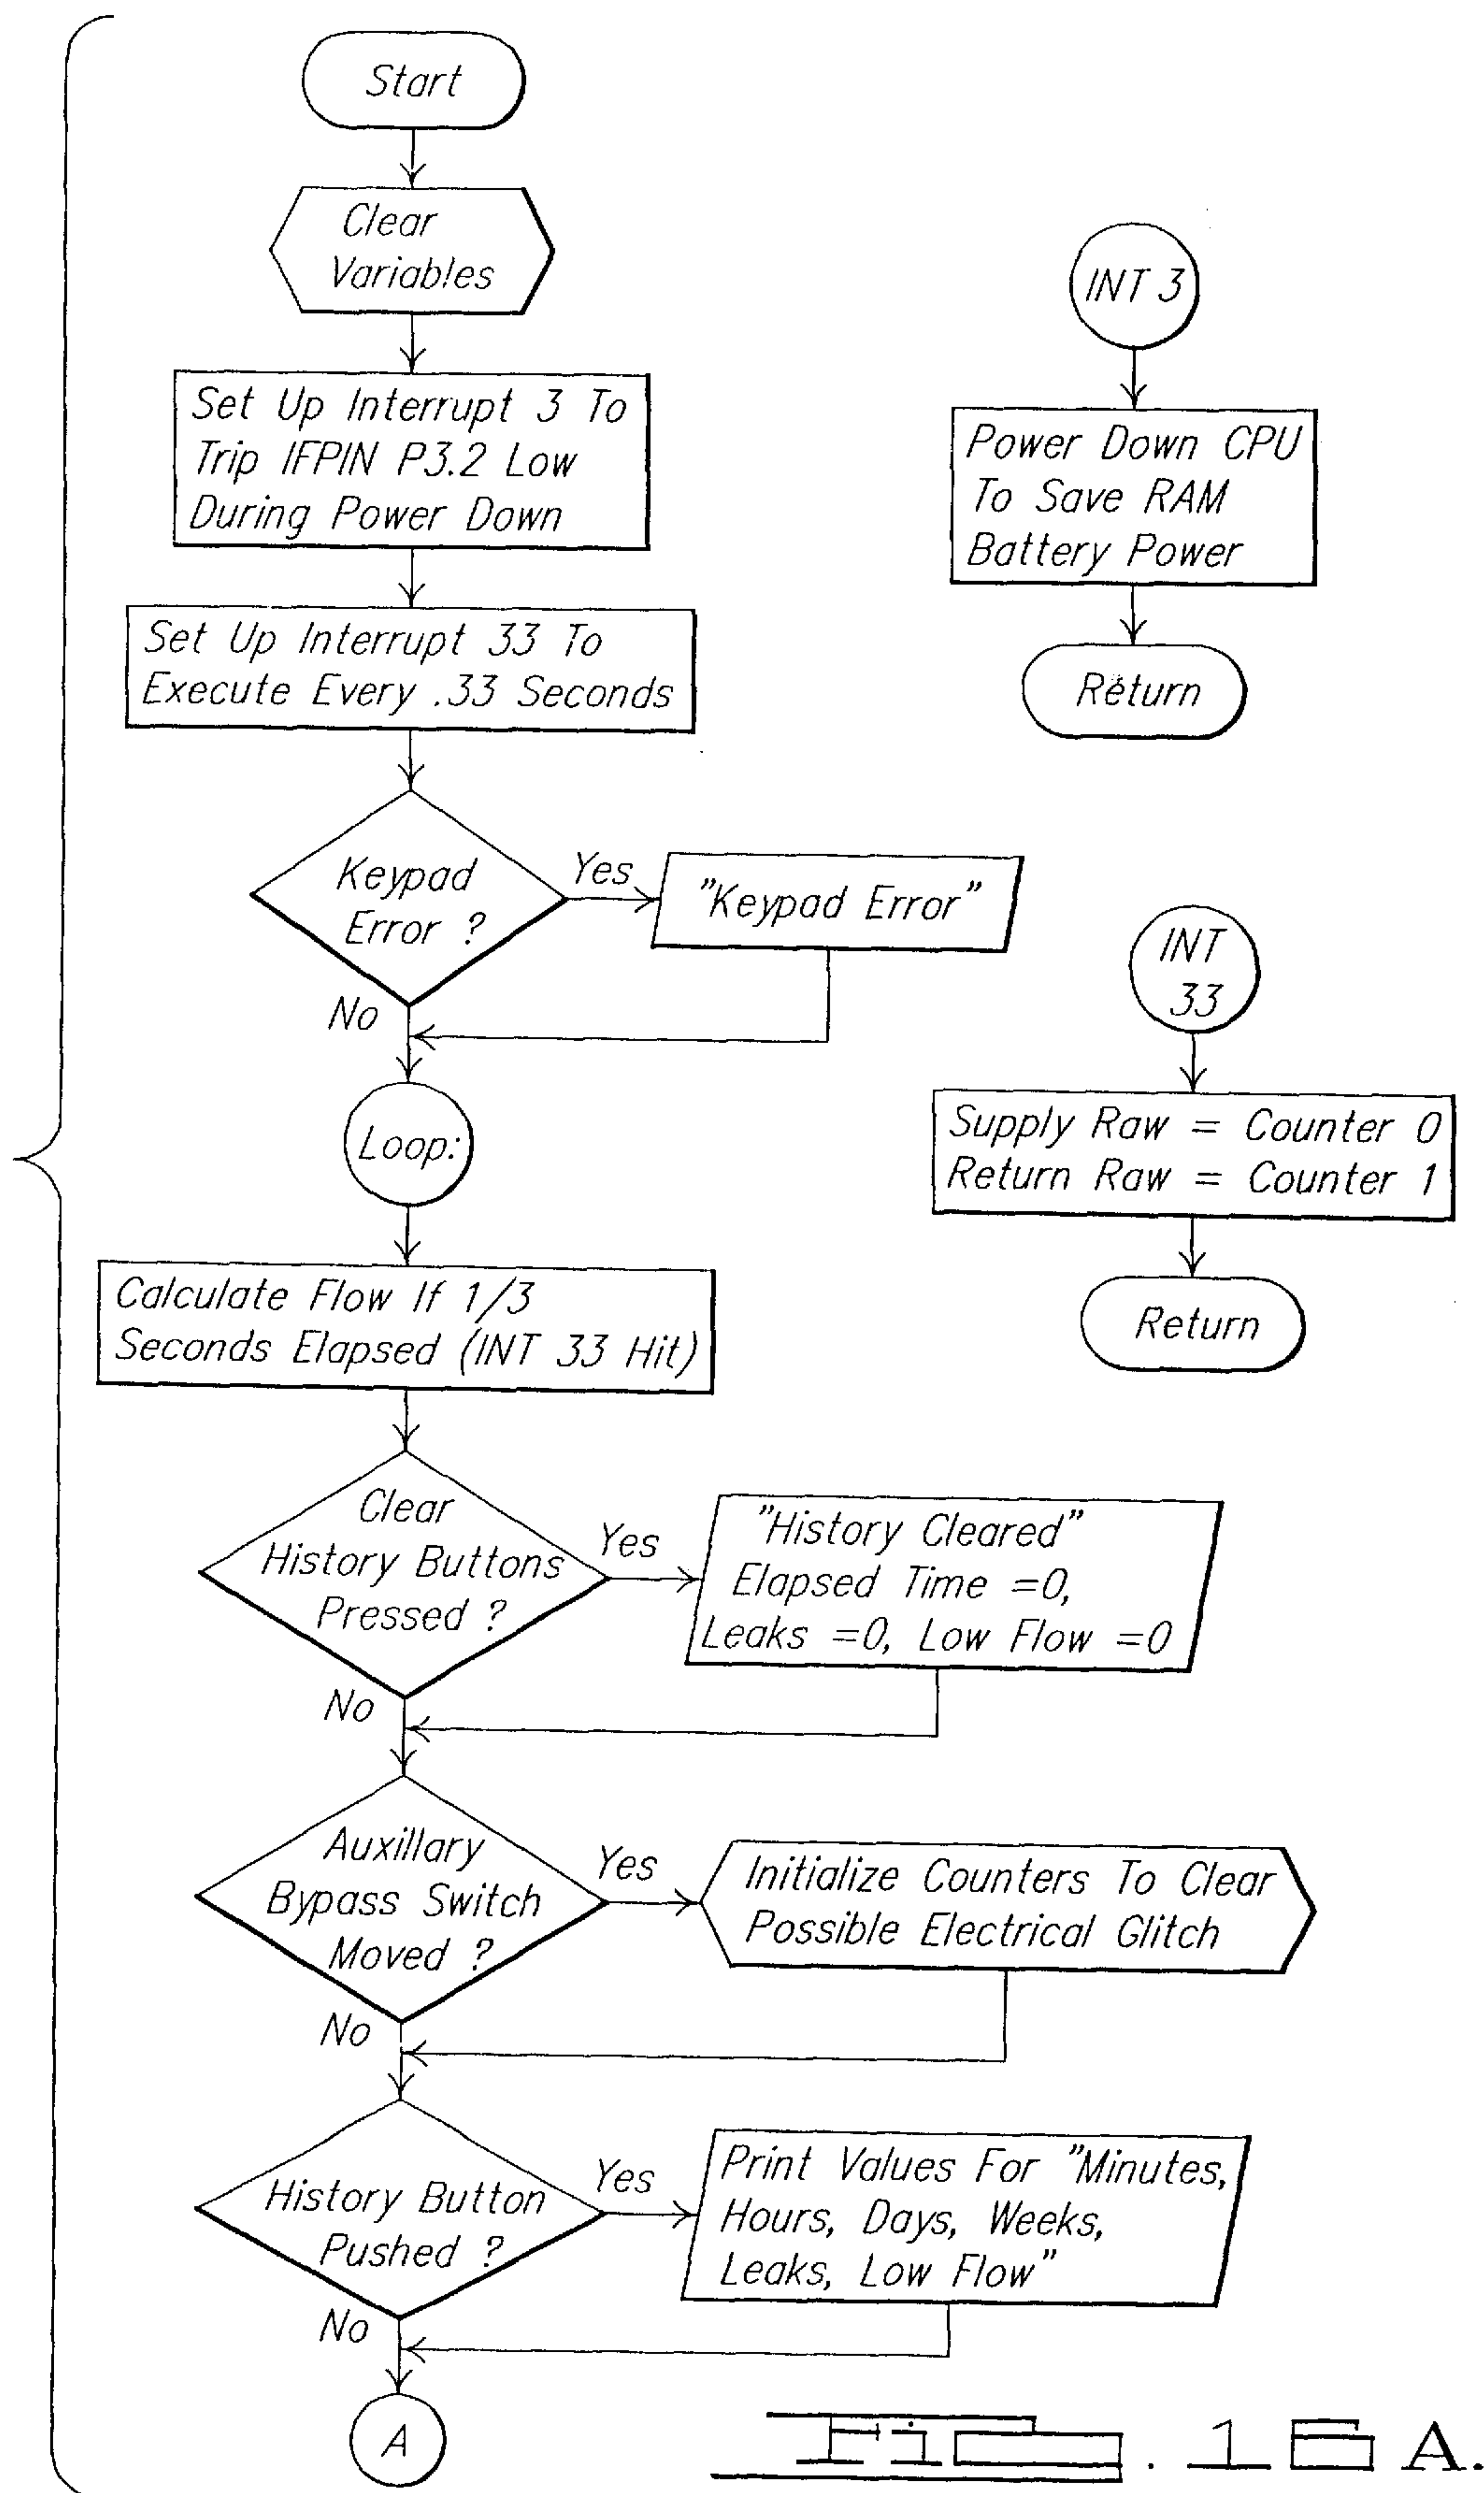 Start
Clear
Variables
Set Up Interrupt 3 To
Trip IFPIN P3.2 Low
During Power Down
Set Up Interrupt 33 To
Execute Every .33 Seconds
Keypad
Error ?
Yes
"Keypad Error"
No
Loop:
Calculate Flow If 1/3
Seconds Elapsed (INT 33 Hit)
Clear
History Buttons
Pressed ?
Yes
"History Cleared"
Elapsed Time =0,
Leaks =0, Low Flow =0
No
Auxillary
Bypass Switch
Moved ?
Yes
Initialize Counters To Clear
Possible Electrical Glitch
No
History Button
Pushed ?
Yes
Print Values For "Minutes,
Hours, Days, Weeks,
Leaks, Low Flow"
No
A
INT 3
Power Down CPU
To Save RAM
Battery Power
Return
INT
33
Supply Raw = Counter 0
Return Raw = Counter 1
Return
Fig. 16A.